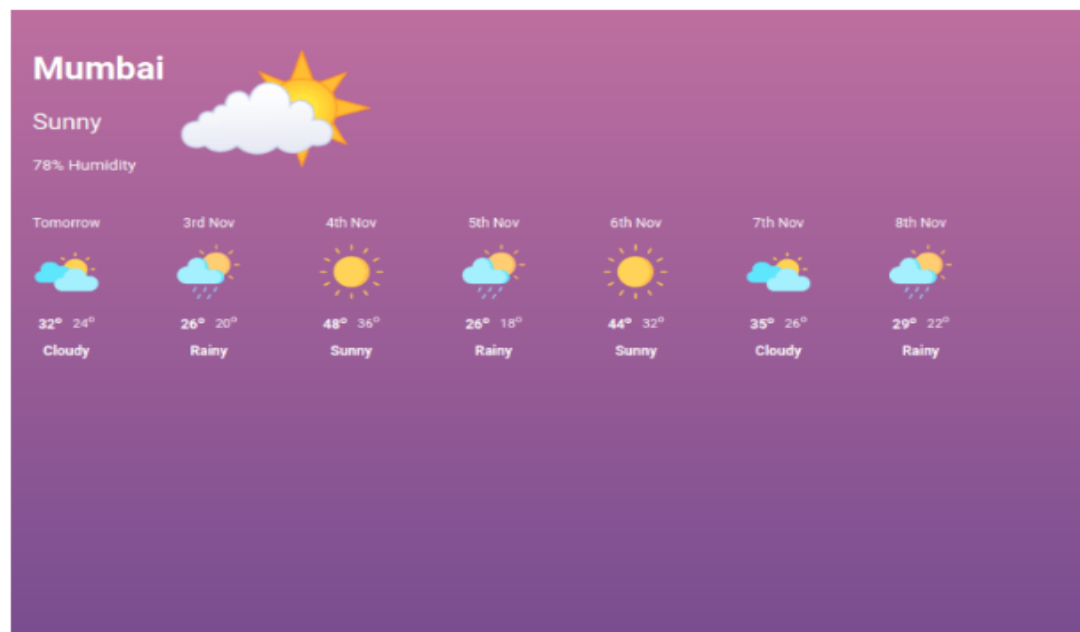 Mumbai
Sunny
78% Humidity
Tomorrow 3rd Nov 4th Nov 5th Nov 6th Nov 7th Nov 8th Nov
32° 24° 26° 20° 48° 36° 26° 18° 44° 32° 35° 26° 29° 22°
Cloudy Rainy Sunny Rainy Sunny Cloudy Rainy